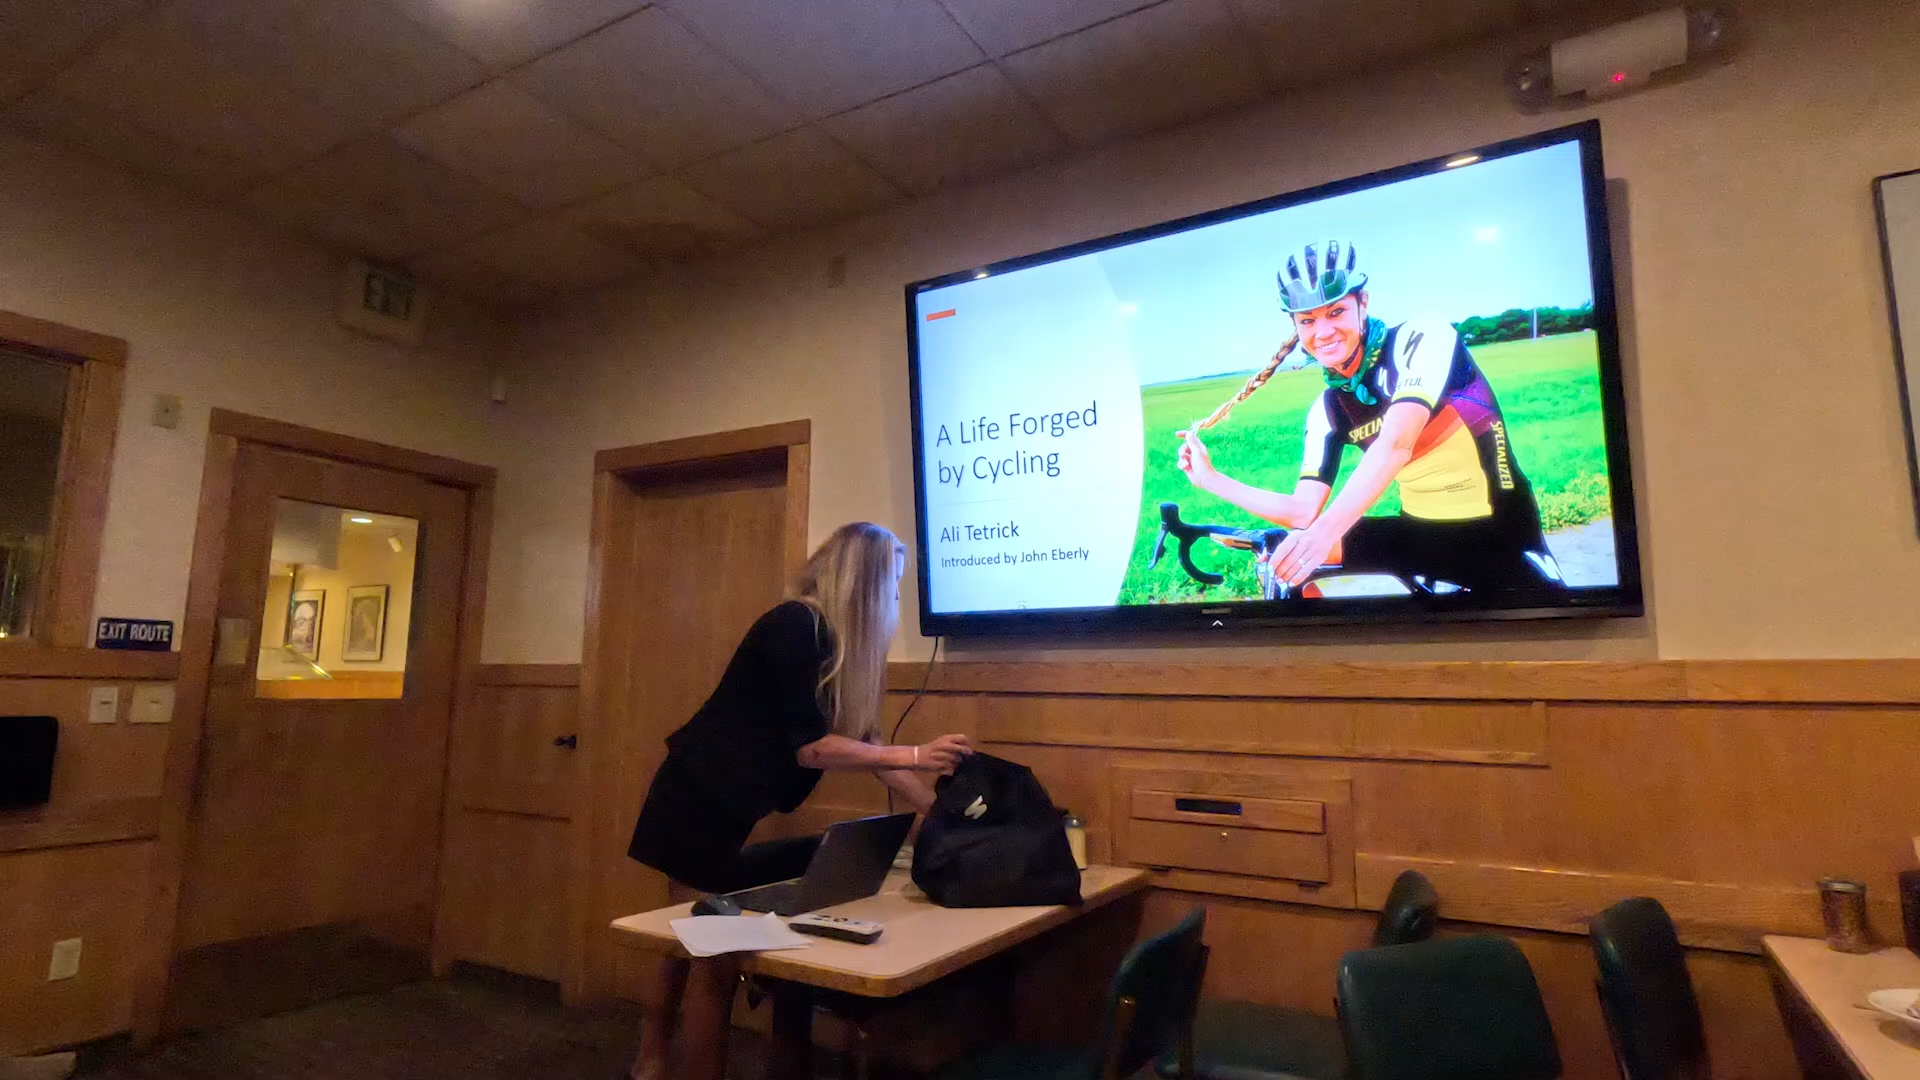 EXIT
EXIT ROUTE
A Life Forged
by Cycling
Ali Tetrick
Introduced by John Eberly
SPECIALIZED